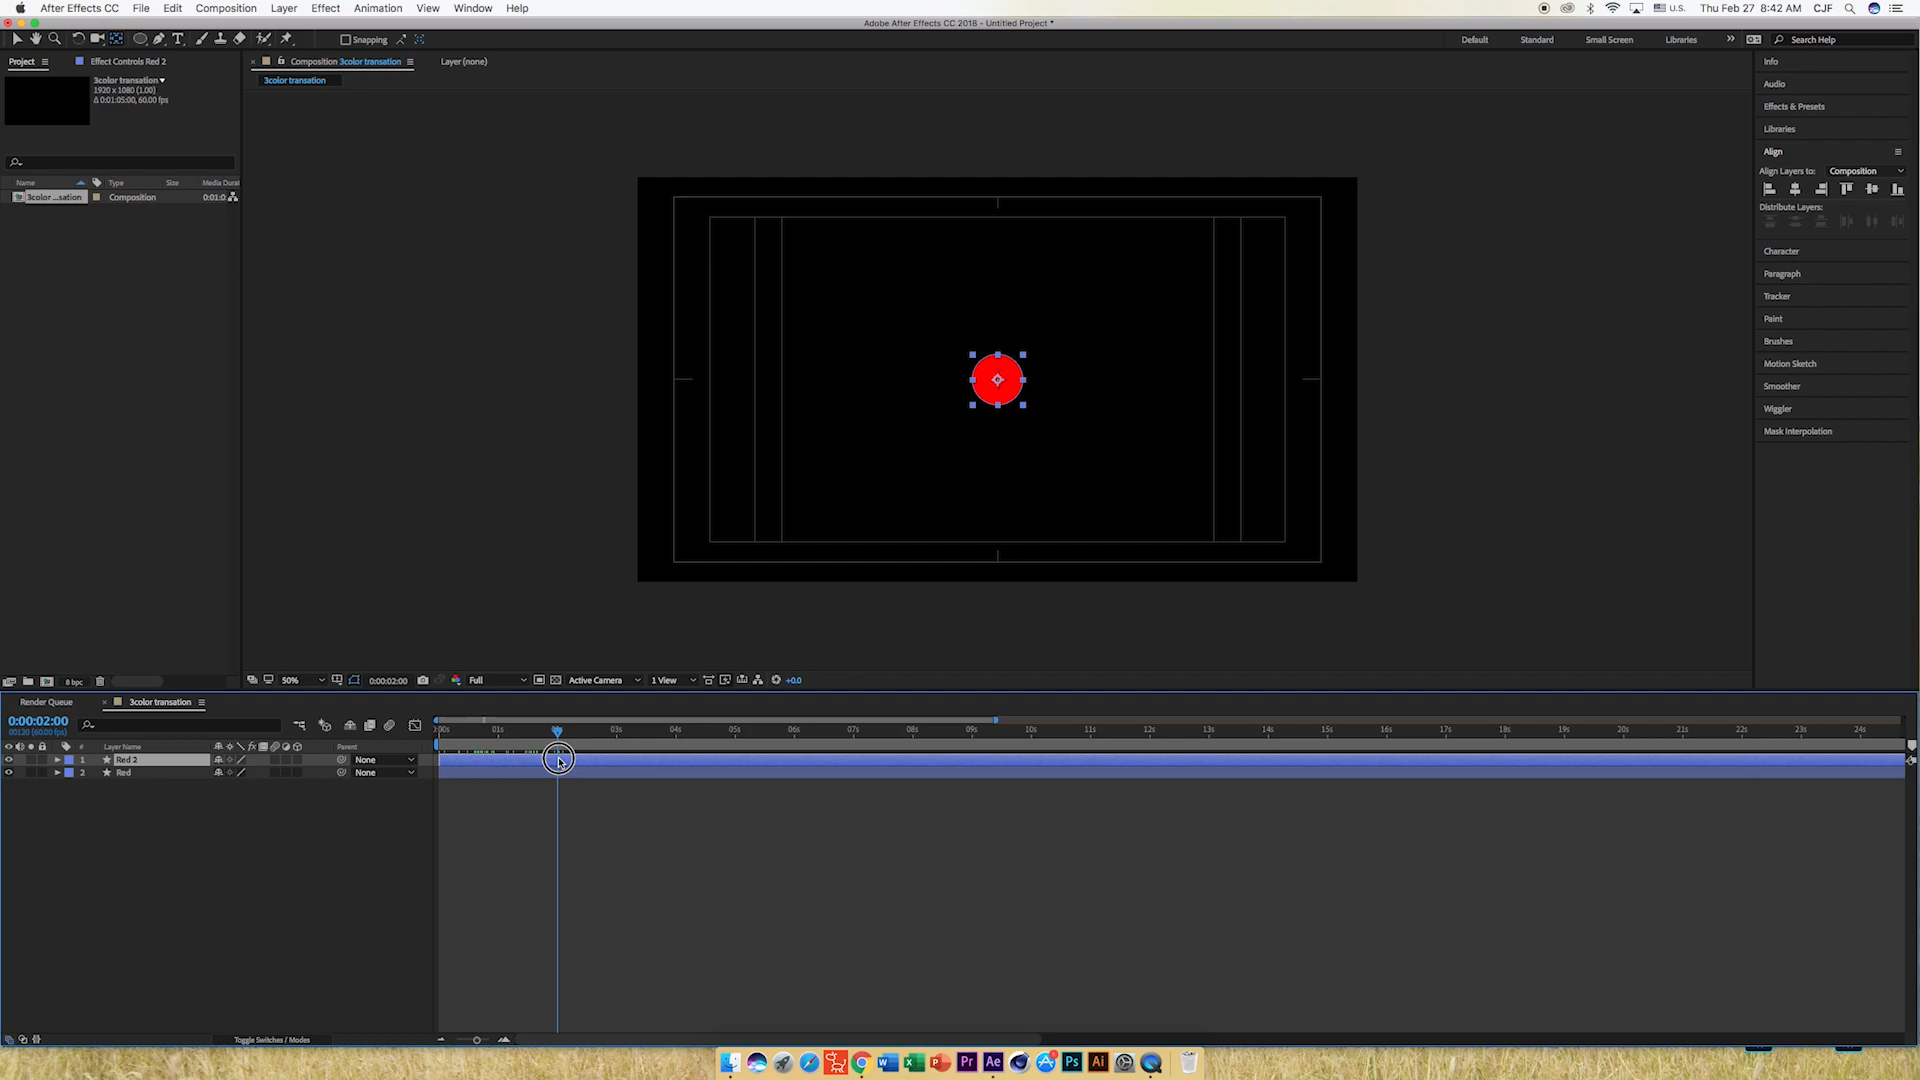 After Effects CC File Edit Composition Layer Effect Animation View Window Help
U.S. Thu Feb 27 8:42 AM CJF
Adobe After Effects CC 2018 - Untitled Project *
Snapping
Default Standard Small Screen Libraries Search Help
Project Effect Controls Red 2
Composition 3color transation Layer (none)
3color transation
1920 x 1080 (1.00)
Δ 0:01:05:00, 60.00 fps
3color transation
Name Type Size Media Durat
3color ...sation Composition 0:01:0
Info
Audio
Effects & Presets
Libraries
Align
Align Layers to: Composition
Distribute Layers:
Character
Paragraph
Tracker
Paint
Brushes
Motion Sketch
Smoother
Wiggler
Mask Interpolation
8 bpc
50% 0:00:02:00 Full Active Camera 1 View +0.0
Render Queue 3color transation
0:00:02:00
00120 (60.00 fps)
:00s 01s 03s 04s 05s 06s 07s 08s 09s 10s 11s 12s 13s 14s 15s 16s 17s 18s 19s 20s 21s 22s 23s 24s
# Layer Name fx Parent
1 Red 2 None
2 Red None
Toggle Switches / Modes
W X P Pr Ae Ps Ai